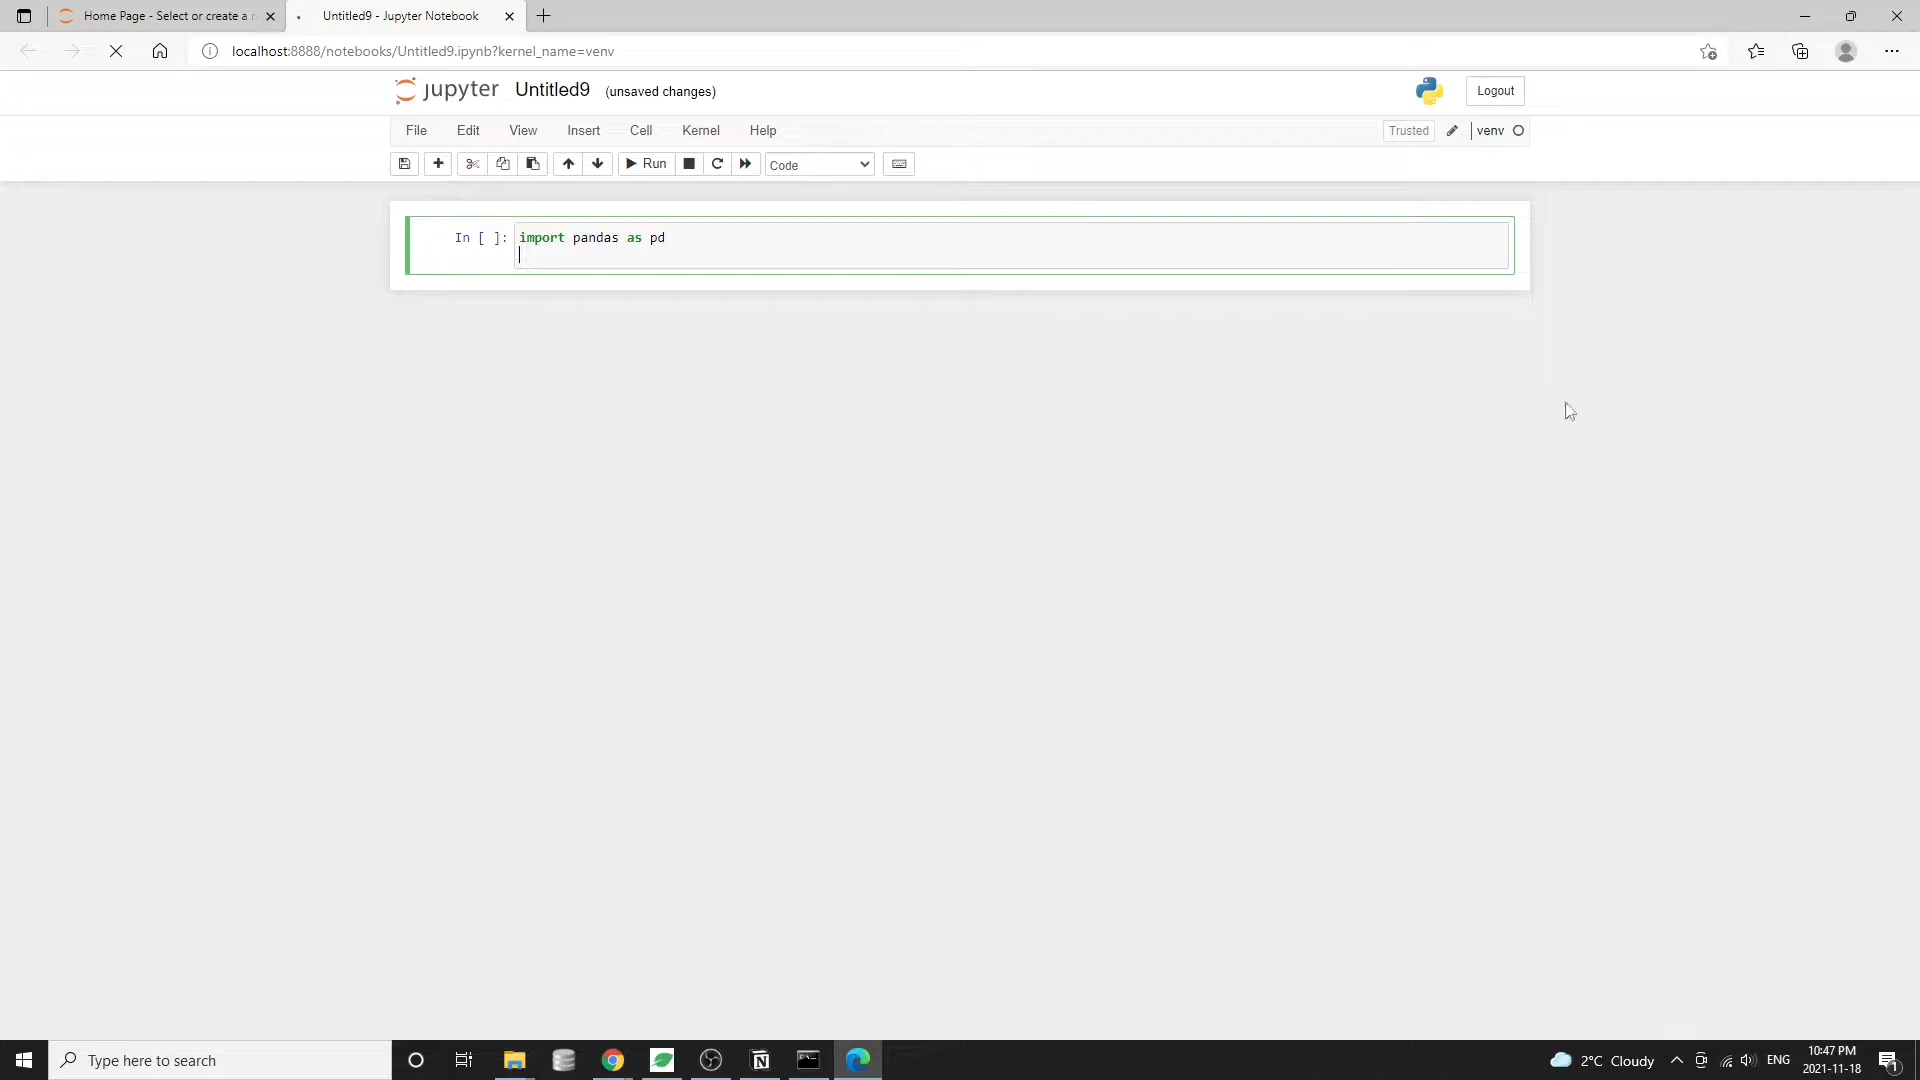 Home Page - Select or create a n
Untitled9 - Jupyter Notebook
localhost:8888/notebooks/Untitled9.ipynb?kernel_name=venv
jupyter Untitled9 (unsaved changes)
Logout
File Edit View Insert Cell Kernel Help
Trusted
venv
Run
Code
In [ ]: import pandas as pd
Type here to search
2°C Cloudy
ENG
10:47 PM
2021-11-18
1